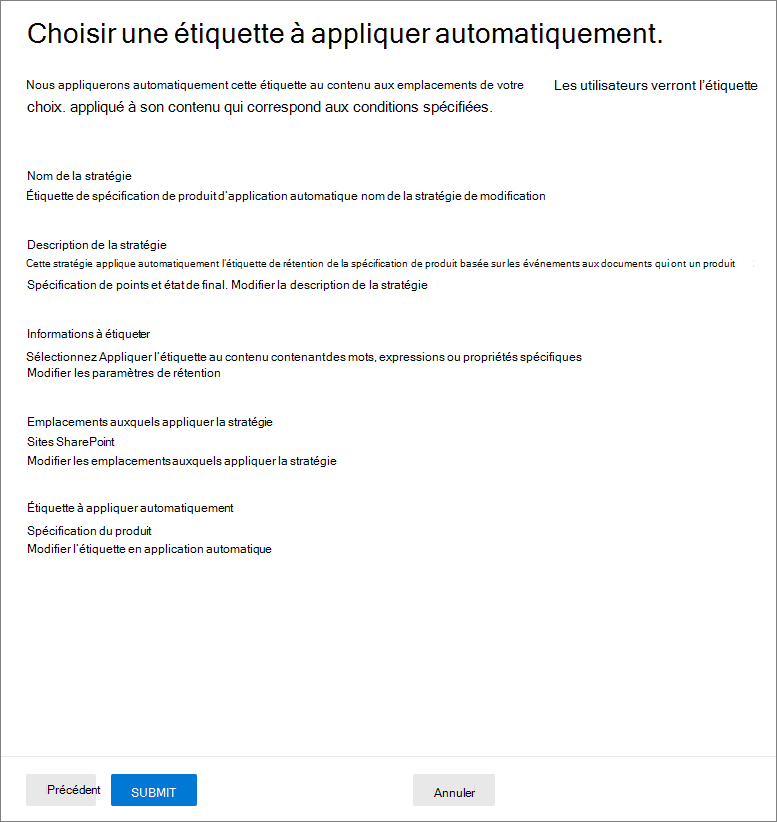 Choisir une étiquette à appliquer automatiquement.
Nous appliquerons automatiquement cette étiquette au contenu aux emplacements de votre Les utilisateurs verront l'étiquette
choix. appliqué à son contenu qui correspond aux conditions spécifiées.
Nom de la stratégie
Étiquette de spécification de produit d'application automatique nom de la stratégie de modification
Description de la stratégie
Cette stratégie applique automatiquement l'étiquette de rétention de la spécification de produit basée sur les événements aux documents qui ont un produit
Spécification de points et état de final. Modifier la description de la stratégie
Informations à étiqueter
Sélectionnez Appliquer l'étiquette au contenu contenant des mots, expressions ou propriétés spécifiques
Modifier les paramètres de rétention
Emplacements auxquels appliquer la stratégie
Sites SharePoint
Modifier les emplacements auxquels appliquer la stratégie
Étiquette à appliquer automatiquement
Spécification du produit
Modifier l'étiquette en application automatique
Précédent SUBMIT Annuler